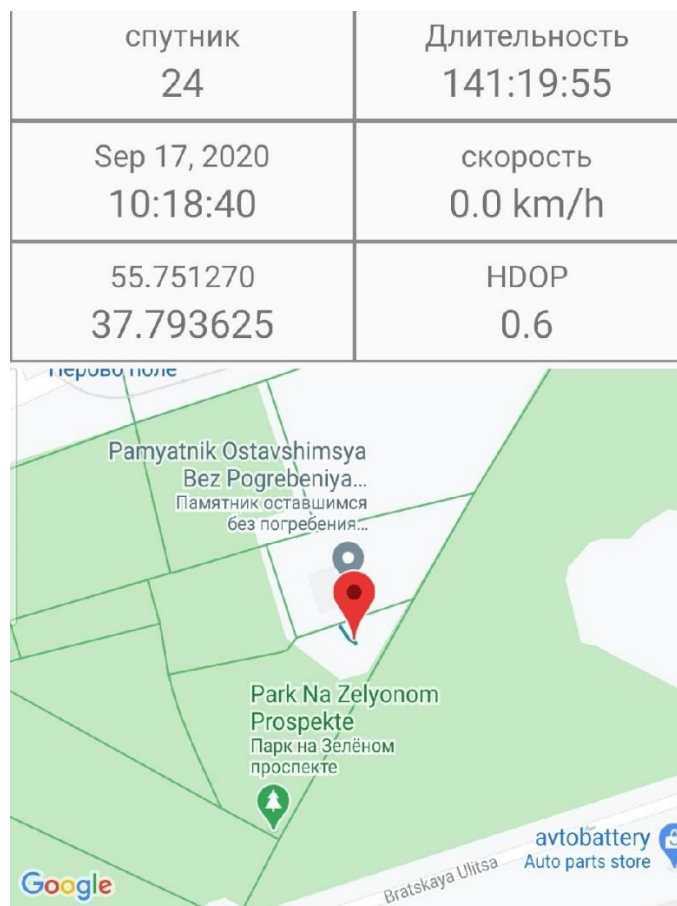 спутник
24
Длительность
141:19:55
Sep 17, 2020
10:18:40
скорость
0.0 km/h
55.751270
37.793625
HDOP
0.6
Перово поле
Pamyatnik Ostavshimsya
Bez Pogrebeniya...
Памятник оставшимся
без погребения...
Park Na Zelyonom
Prospekte
Парк на Зелёном
проспекте
avtobattery
Auto parts store
Bratskaya Ulitsa
Google